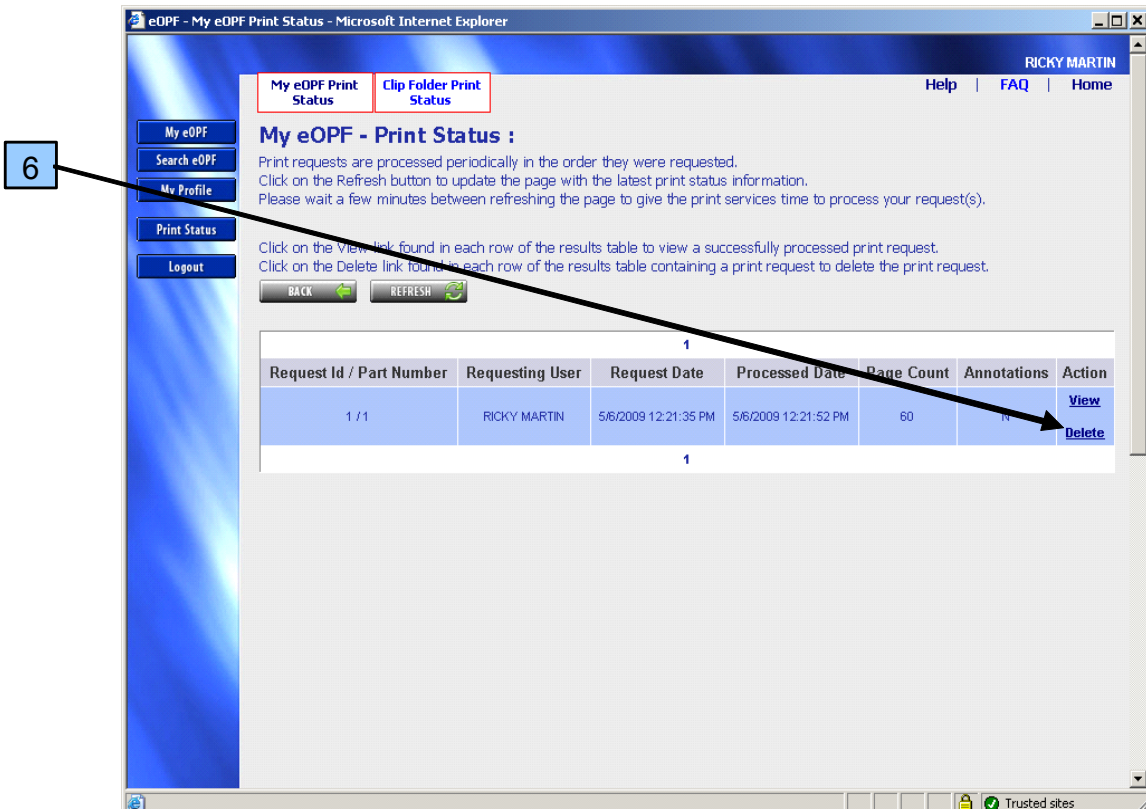 eOPF - My eOPF Print Status - Microsoft Internet Explorer
RICKY MARTIN
My eOPF Print Status
Clip Folder Print Status
Help | FAQ | Home
My eOPF
Search eOPF
My Profile
Print Status
Logout
6
My eOPF - Print Status :
Print requests are processed periodically in the order they were requested.
Click on the Refresh button to update the page with the latest print status information.
Please wait a few minutes between refreshing the page to give the print services time to process your request(s).
Click on the View link found in each row of the results table to view a successfully processed print request.
Click on the Delete link found in each row of the results table containing a print request to delete the print request.
BACK REFRESH
1
Request Id / Part Number Requesting User Request Date Processed Date Page Count Annotations Action
1 / 1 RICKY MARTIN 5/6/2009 12:21:35 PM 5/6/2009 12:21:52 PM 60 N View
Delete
1
Trusted sites